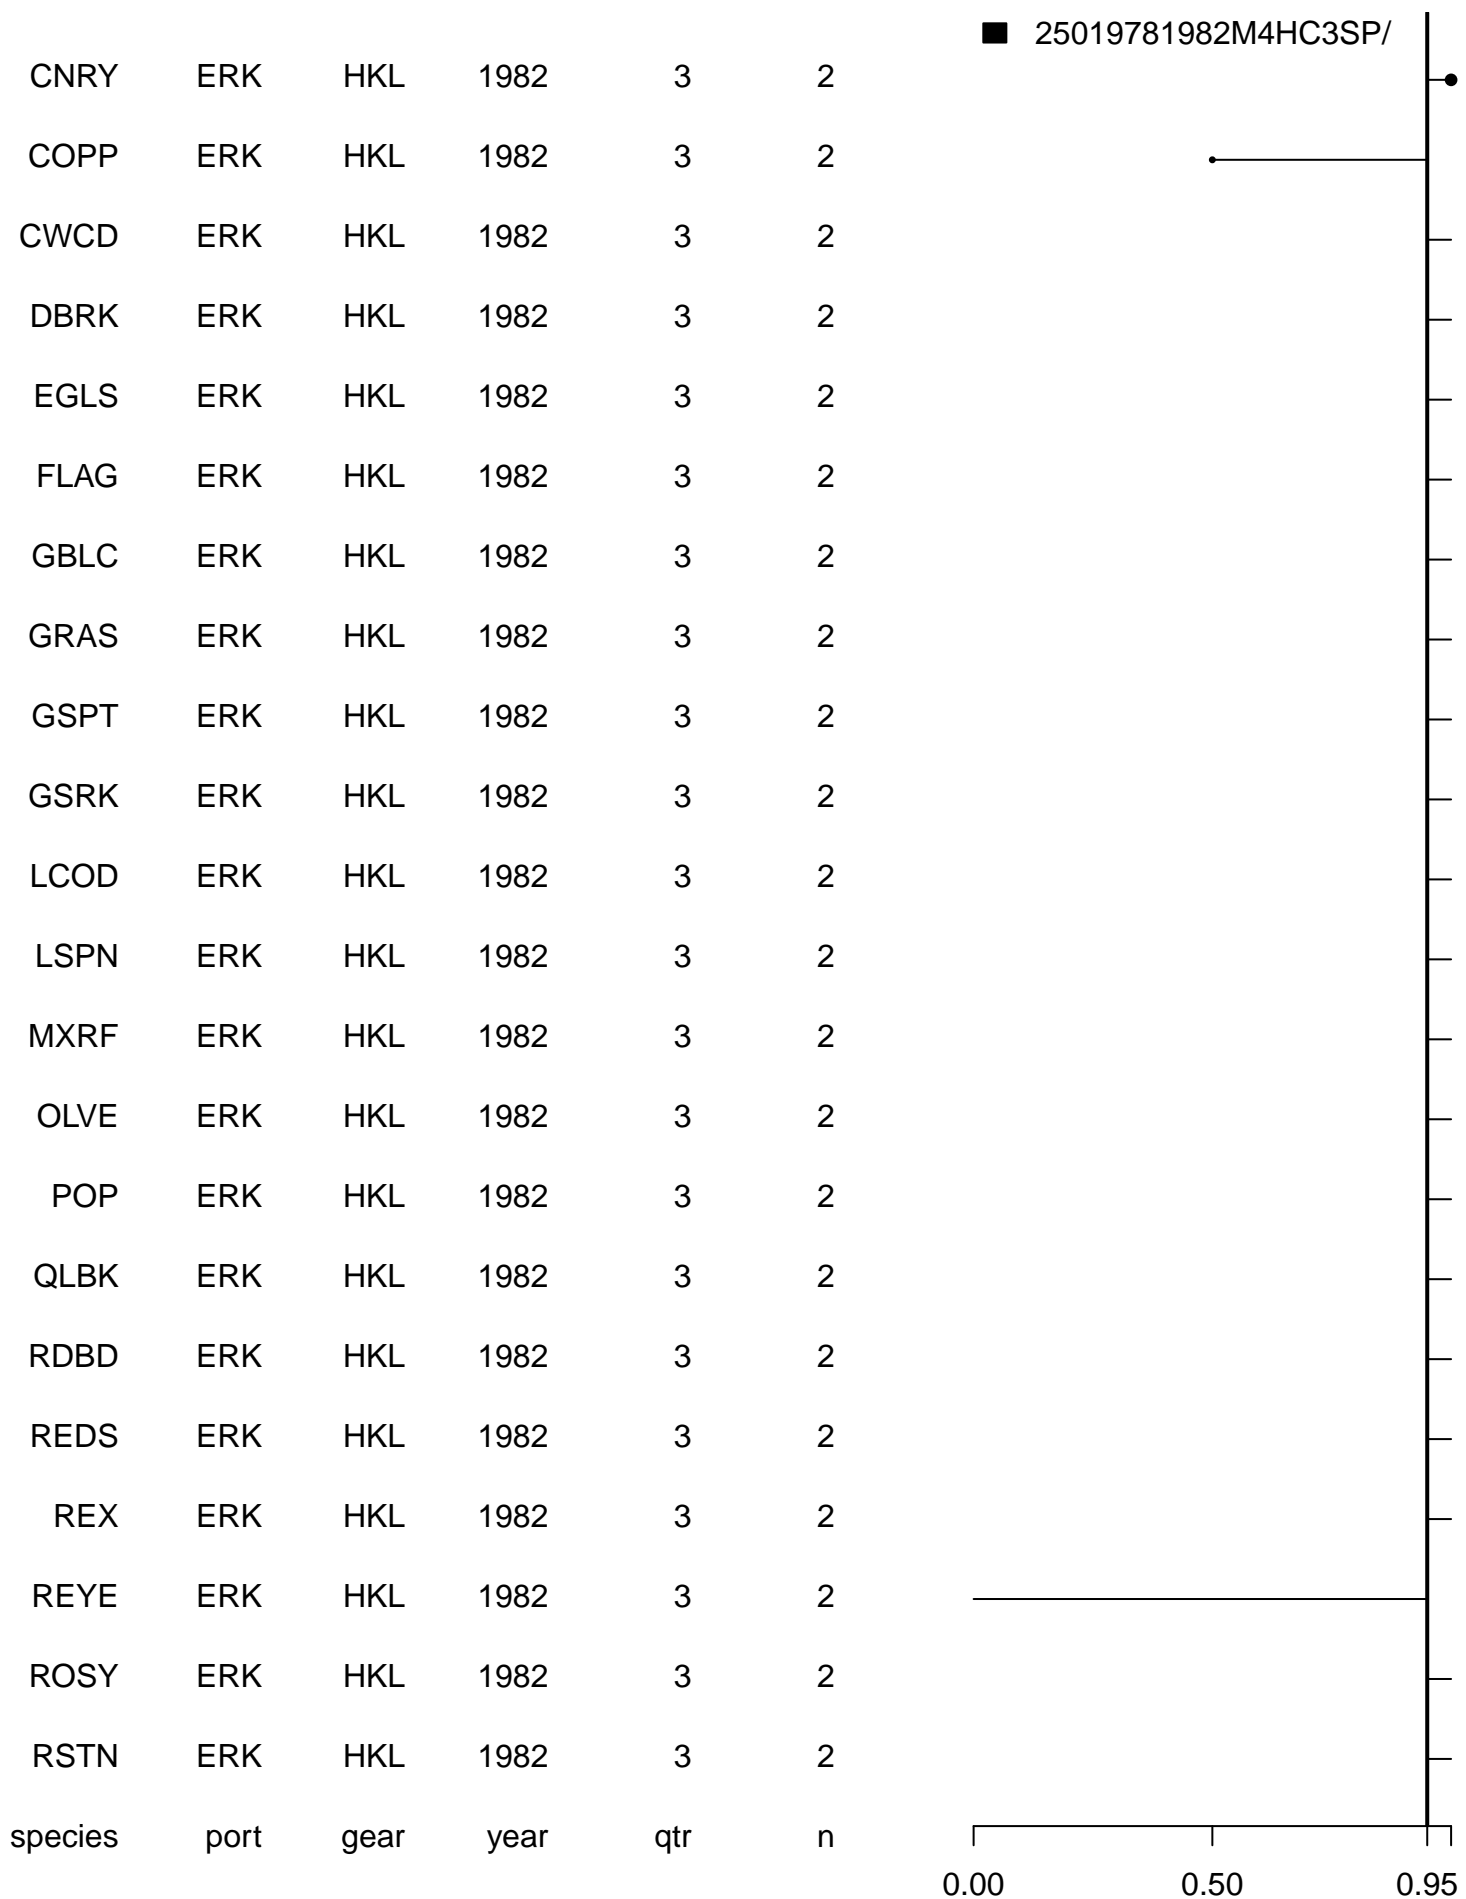 25019781982M4HC3SP/
CNRY ERK HKL 1982 3 2
COPP ERK HKL 1982 3 2
CWCD ERK HKL 1982 3 2
DBRK ERK HKL 1982 3 2
EGLS ERK HKL 1982 3 2
FLAG ERK HKL 1982 3 2
GBLC ERK HKL 1982 3 2
GRAS ERK HKL 1982 3 2
GSPT ERK HKL 1982 3 2
GSRK ERK HKL 1982 3 2
LCOD ERK HKL 1982 3 2
LSPN ERK HKL 1982 3 2
MXRF ERK HKL 1982 3 2
OLVE ERK HKL 1982 3 2
POP ERK HKL 1982 3 2
QLBK ERK HKL 1982 3 2
RDBD ERK HKL 1982 3 2
REDS ERK HKL 1982 3 2
REX ERK HKL 1982 3 2
REYE ERK HKL 1982 3 2
ROSY ERK HKL 1982 3 2
RSTN ERK HKL 1982 3 2
species port gear year qtr n
0.00 0.50 0.95